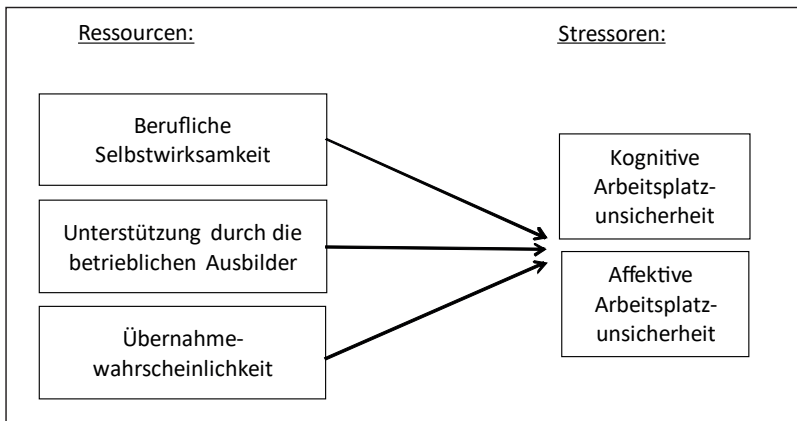 Ressourcen:
Stressoren:
Berufliche
Selbstwirksamkeit
Unterstützung durch die
betrieblichen Ausbilder
Übernahme-
wahrscheinlichkeit
Kognitive
Arbeitsplatz-
unsicherheit
Affektive
Arbeitsplatz-
unsicherheit